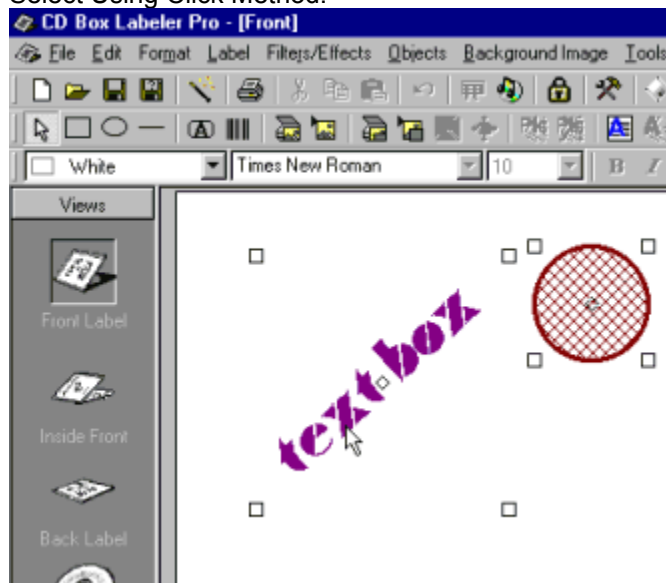 Select Using Click Method:
CD Box Labeler Pro - [Front]
File Edit Format Label Filters/Effects Objects Background Image Tools
White Times New Roman 10 B I
Views
Front Label
text box
Inside Front
Back Label